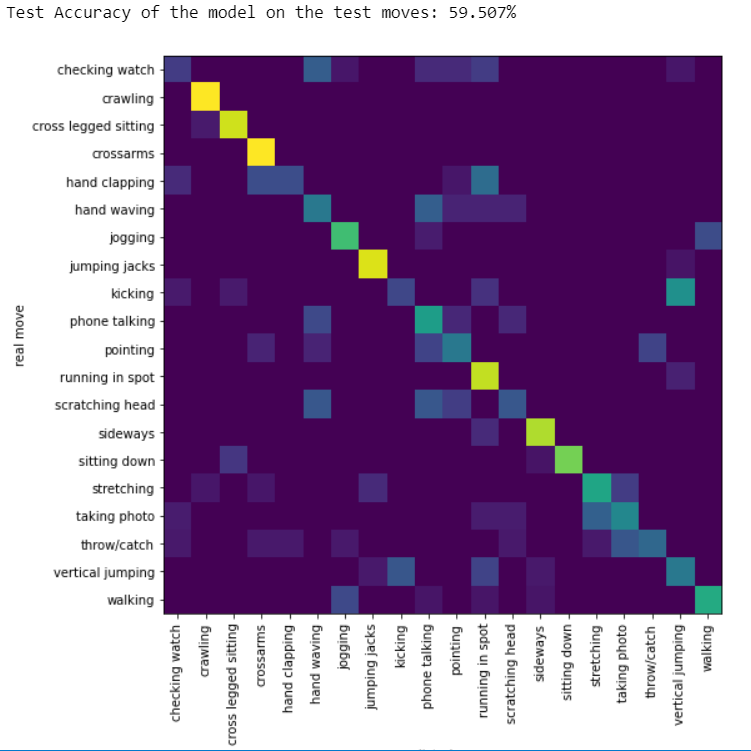 Test Accuracy of the model on the test moves: 59.507%
checking watch
crawling
cross legged sitting
crossarms
hand clapping
hand waving
jogging
jumping jacks
kicking
phone talking
pointing
running in spot
scratching head
sideways
sitting down
stretching
taking photo
throw/catch
vertical jumping
walking
real move
checking watch
crawling
cross legged sitting
crossarms
hand clapping
hand waving
jogging
jumping jacks
kicking
phone talking
pointing
running in spot
scratching head
sideways
sitting down
stretching
taking photo
throw/catch
vertical jumping
walking